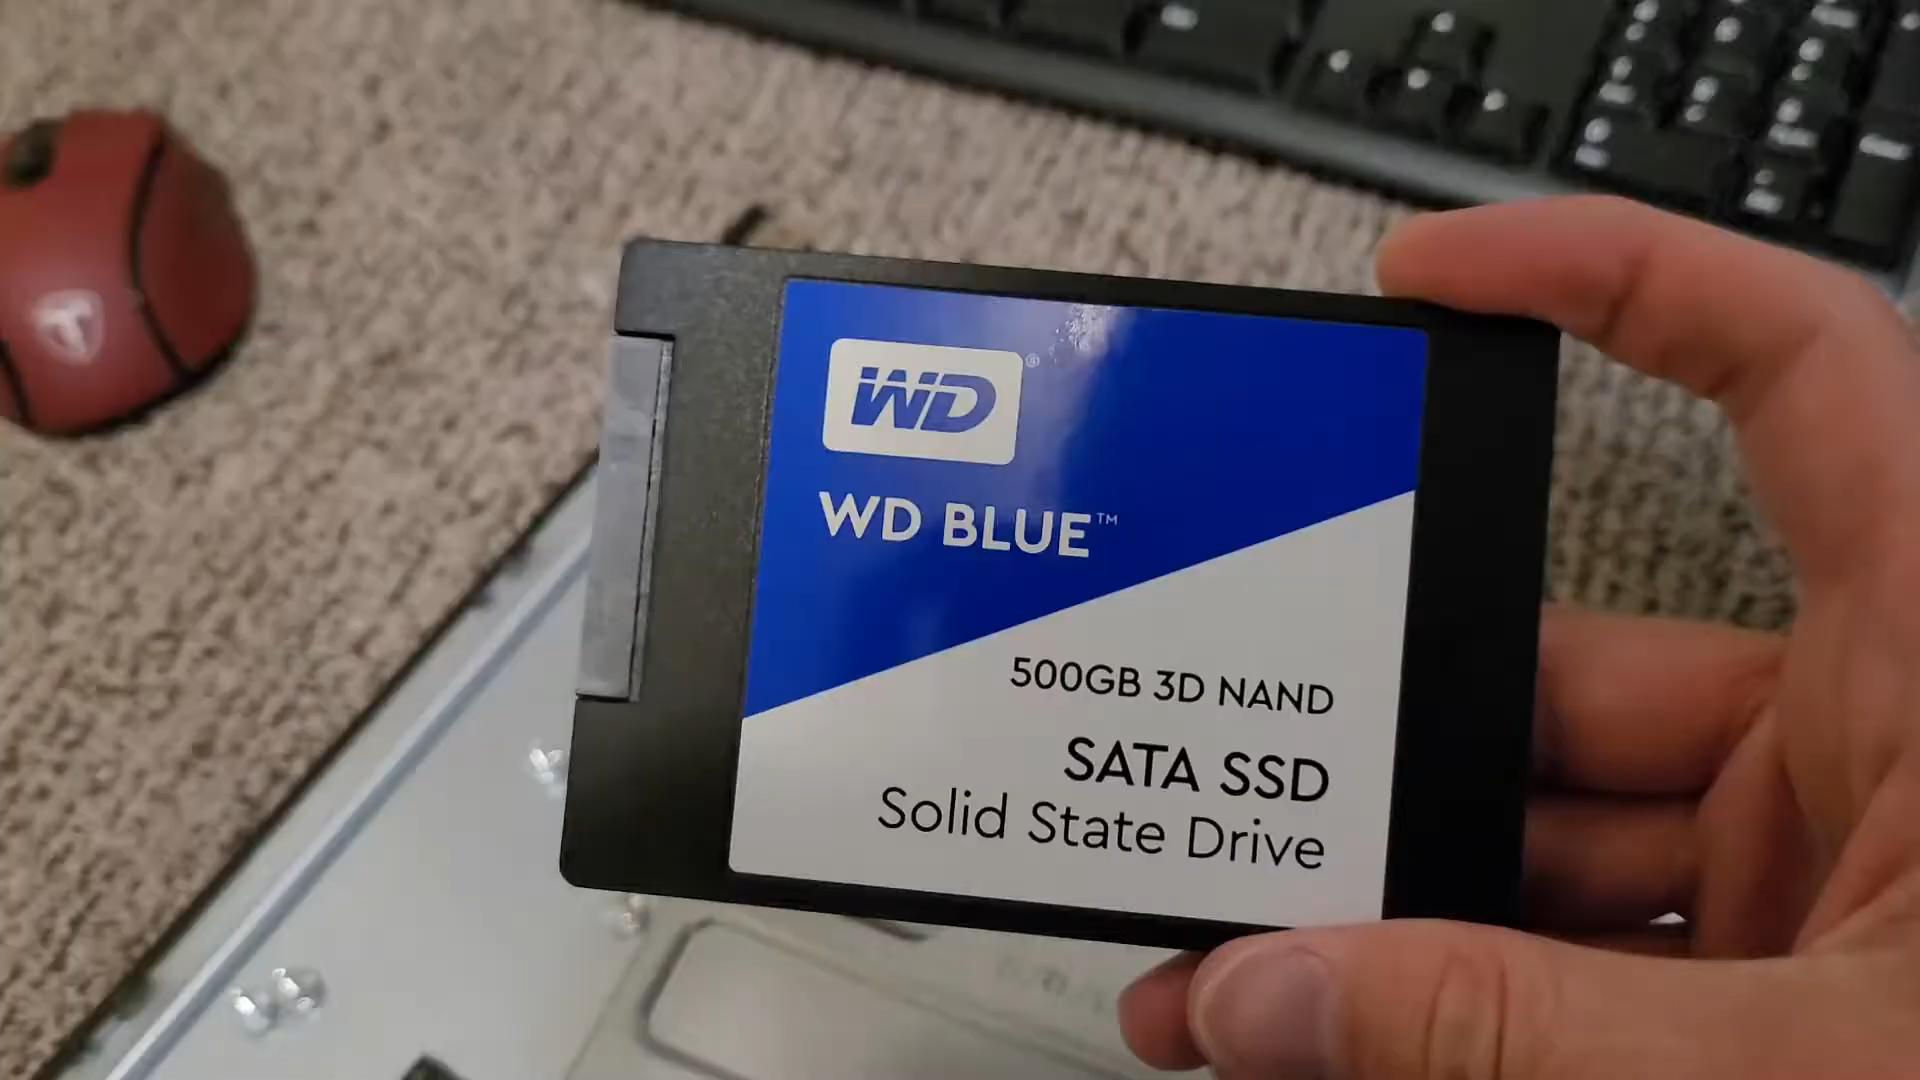 WD®
WD BLUE™
500GB 3D NAND
SATA SSD
Solid State Drive